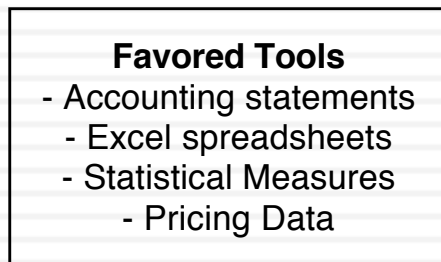 Favored Tools
- Accounting statements
- Excel spreadsheets
- Statistical Measures
- Pricing Data